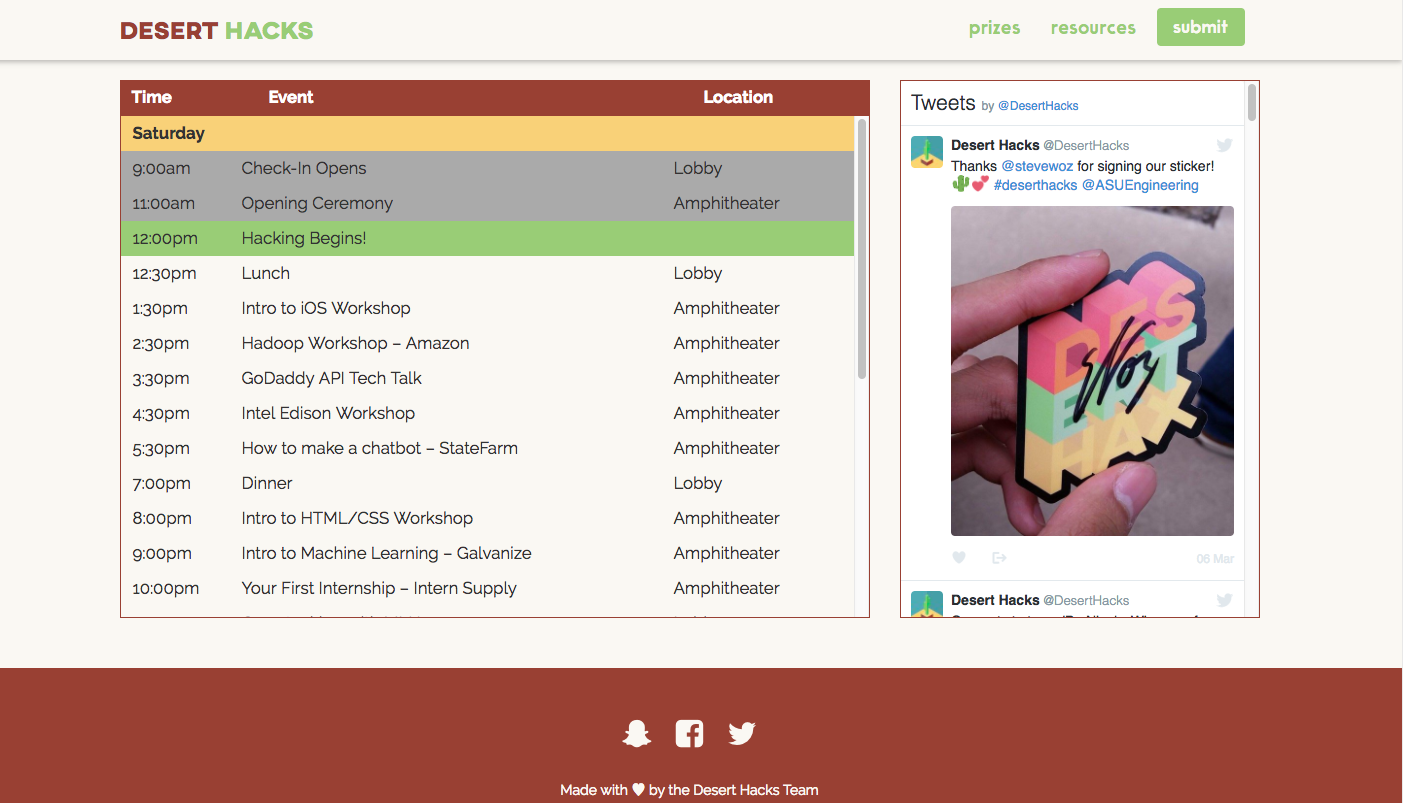 DESERT HACKS
prizes resources submit
Time Event Location
Saturday
9:00am Check-In Opens Lobby
11:00am Opening Ceremony Amphitheater
12:00pm Hacking Begins!
12:30pm Lunch Lobby
1:30pm Intro to iOS Workshop Amphitheater
2:30pm Hadoop Workshop – Amazon Amphitheater
3:30pm GoDaddy API Tech Talk Amphitheater
4:30pm Intel Edison Workshop Amphitheater
5:30pm How to make a chatbot – StateFarm Amphitheater
7:00pm Dinner Lobby
8:00pm Intro to HTML/CSS Workshop Amphitheater
9:00pm Intro to Machine Learning – Galvanize Amphitheater
10:00pm Your First Internship – Intern Supply Amphitheater
Tweets by @DesertHacks
Desert Hacks @DesertHacks
Thanks @stevewoz for signing our sticker!
🌵💕 #deserthacks @ASUEngineering
DES
ERT
HAX
Woz
06 Mar
Desert Hacks @DesertHacks
Made with ♥ by the Desert Hacks Team